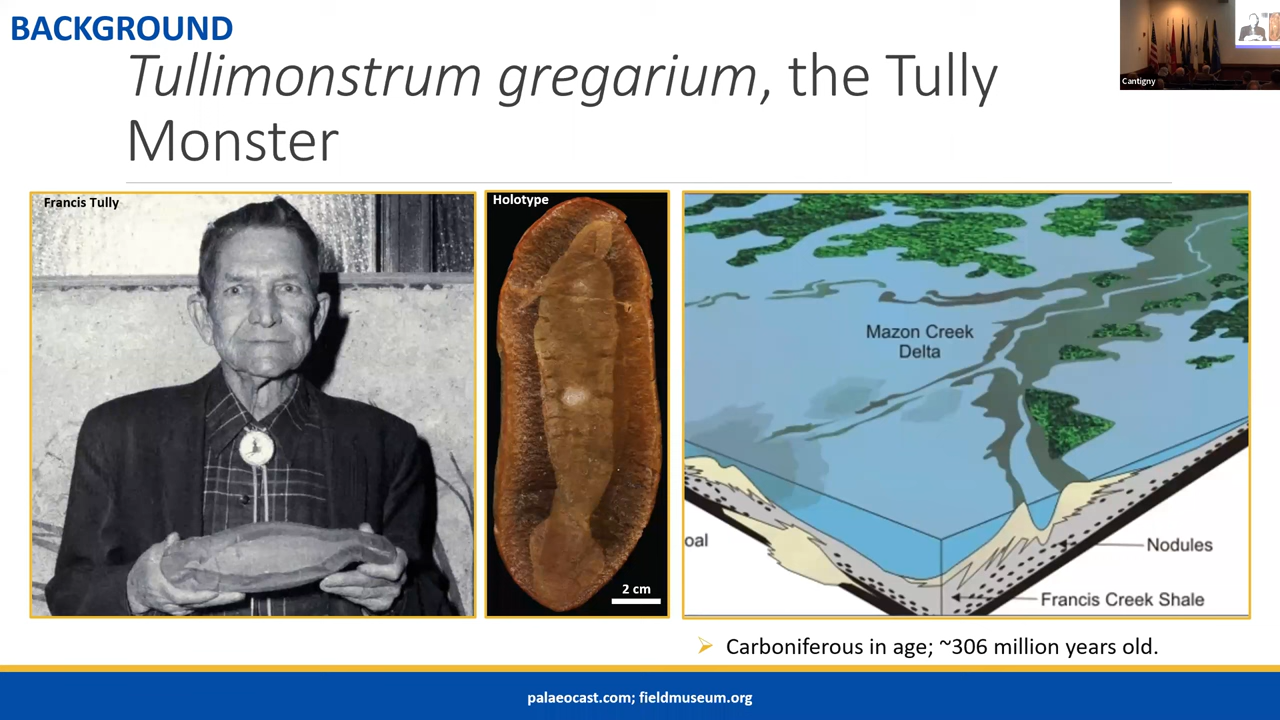 BACKGROUND
Tullimonstrum gregarium, the Tully
Monster
Cantigny
Francis Tully
Holotype
2 cm
Mazon Creek
Delta
oal
Nodules
Francis Creek Shale
➢ Carboniferous in age; ~306 million years old.
palaeocast.com; fieldmuseum.org